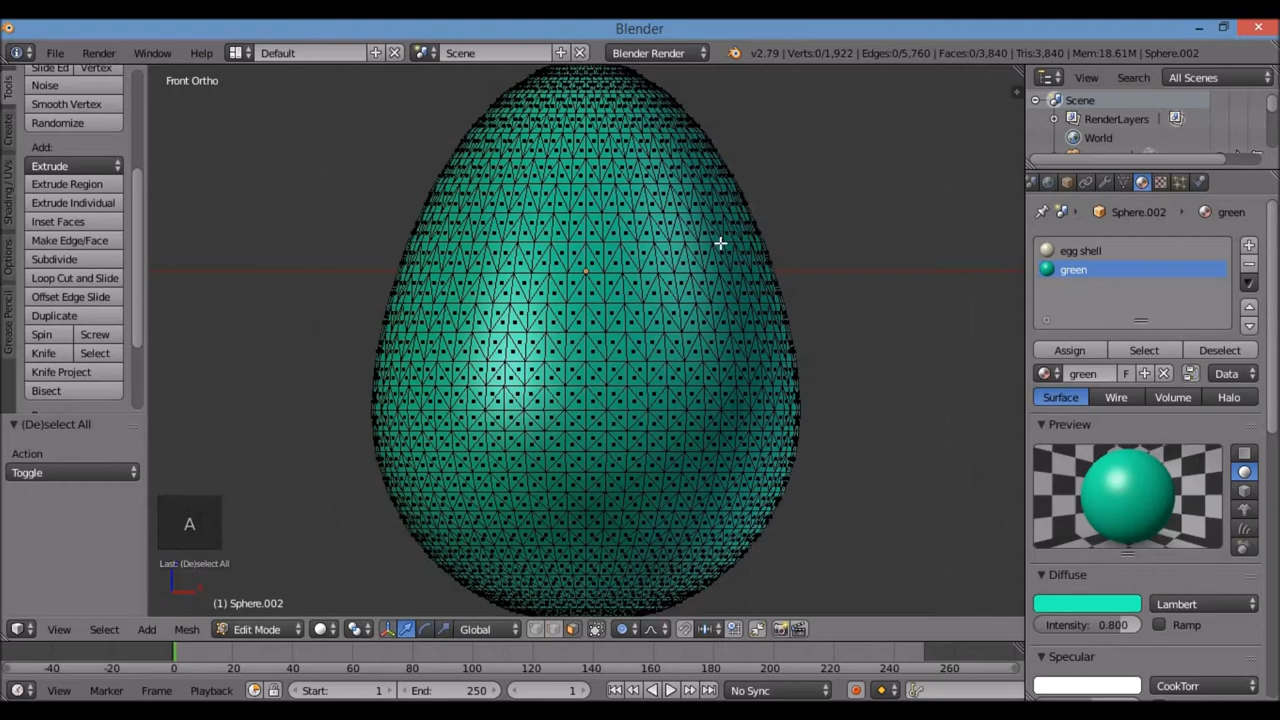 Blender
File Render Window Help Default Scene Blender Render v2.79 | Verts:0/1,922 | Edges:0/5,760 | Faces:0/3,840 | Tris:3,840 | Mem:18.61M | Sphere.002
Slide Ed Vertex
Noise
Smooth Vertex
Randomize
Add:
Extrude
Extrude Region
Extrude Individual
Inset Faces
Make Edge/Face
Subdivide
Loop Cut and Slide
Offset Edge Slide
Duplicate
Spin Screw
Knife Select
Knife Project
Bisect
Tools
Create
Shading / UVs
Options
Grease Pencil
(De)select All
Action
Toggle
Front Ortho
A
Last: (De)select All
(1) Sphere.002
View Select Add Mesh Edit Mode Global
-40 -20 0 20 40 60 80 100 120 140 160 180 200 220 240 260
View Marker Frame Playback Start: 1 End: 250 1 No Sync
View Search All Scenes
Scene
RenderLayers
World
Sphere.002 green
egg shell
green
Assign Select Deselect
green F Data
Surface Wire Volume Halo
Preview
Diffuse
Lambert
Intensity: 0.800 Ramp
Specular
CookTorr